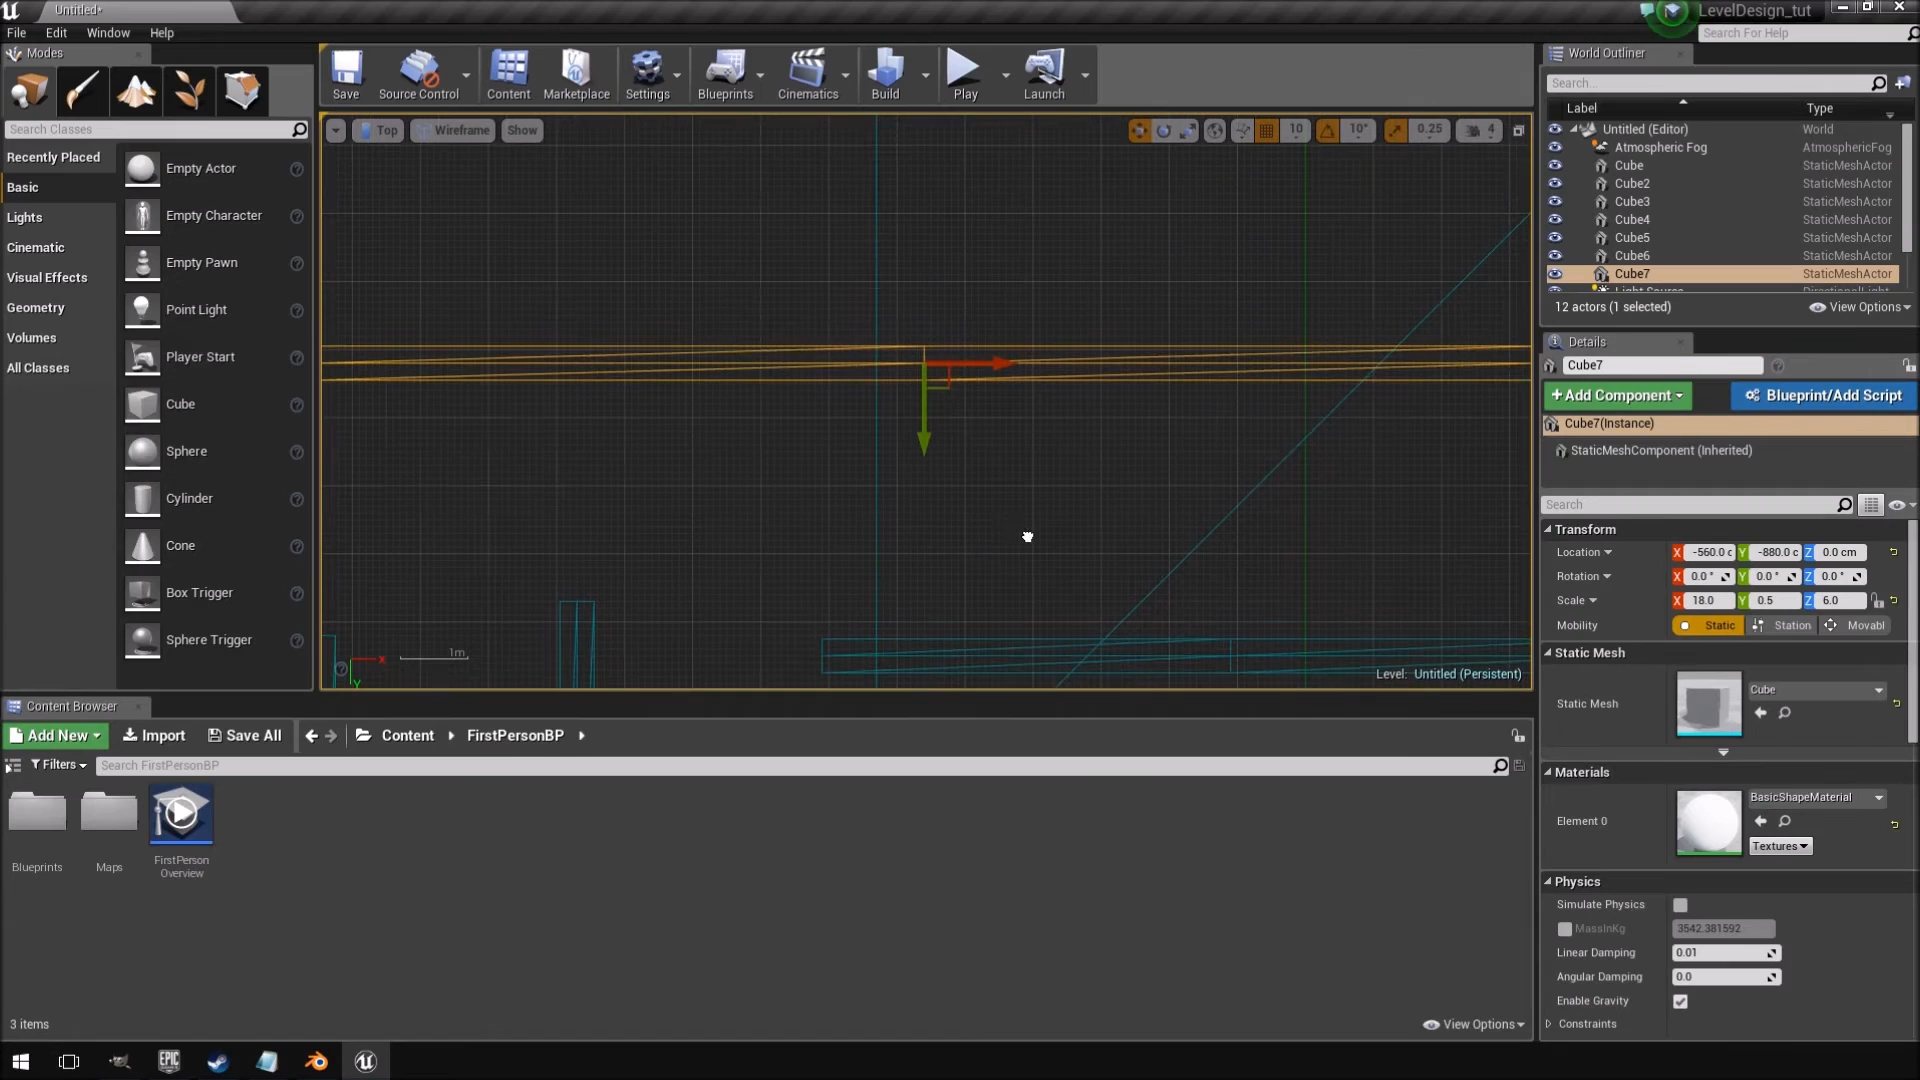 Untitled*
LevelDesign_tut
File Edit Window Help
Search For Help
Modes
Search Classes
Recently Placed
Basic
Lights
Cinematic
Visual Effects
Geometry
Volumes
All Classes
Empty Actor
Empty Character
Empty Pawn
Point Light
Player Start
Cube
Sphere
Cylinder
Cone
Box Trigger
Sphere Trigger
Save
Source Control
Content
Marketplace
Settings
Blueprints
Cinematics
Build
Play
Launch
Top Wireframe Show
10 10° 0.25 4
1m
x
Y
Level: Untitled (Persistent)
World Outliner
Search...
Label Type
Untitled (Editor) World
Atmospheric Fog AtmosphericFog
Cube StaticMeshActor
Cube2 StaticMeshActor
Cube3 StaticMeshActor
Cube4 StaticMeshActor
Cube5 StaticMeshActor
Cube6 StaticMeshActor
Cube7 StaticMeshActor
Light Source DirectionalLight
12 actors (1 selected) View Options
Details
Cube7
+Add Component Blueprint/Add Script
Cube7(Instance)
StaticMeshComponent (Inherited)
Search
Transform
Location X -560.0 c Y -880.0 c Z 0.0 cm
Rotation X 0.0 ° Y 0.0 ° Z 0.0 °
Scale X 18.0 Y 0.5 Z 6.0
Mobility Static Station Movabl
Static Mesh
Static Mesh Cube
Materials
Element 0 BasicShapeMaterial
Textures
Physics
Simulate Physics
MassInKg 3542.381592
Linear Damping 0.01
Angular Damping 0.0
Enable Gravity
Constraints
Content Browser
Add New Import Save All Content FirstPersonBP
Filters Search FirstPersonBP
Blueprints
Maps
FirstPerson
Overview
3 items
View Options
EPIC
GAMES